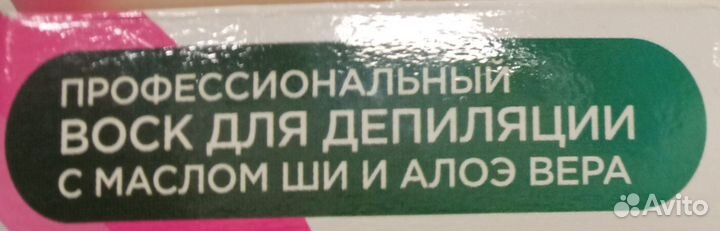 ПРОФЕССИОНАЛЬНЫЙ
ВОСК ДЛЯ ДЕПИЛЯЦИИ
С МАСЛОМ ШИ И АЛОЭ ВЕРА
Avito